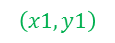 (x1, y1)